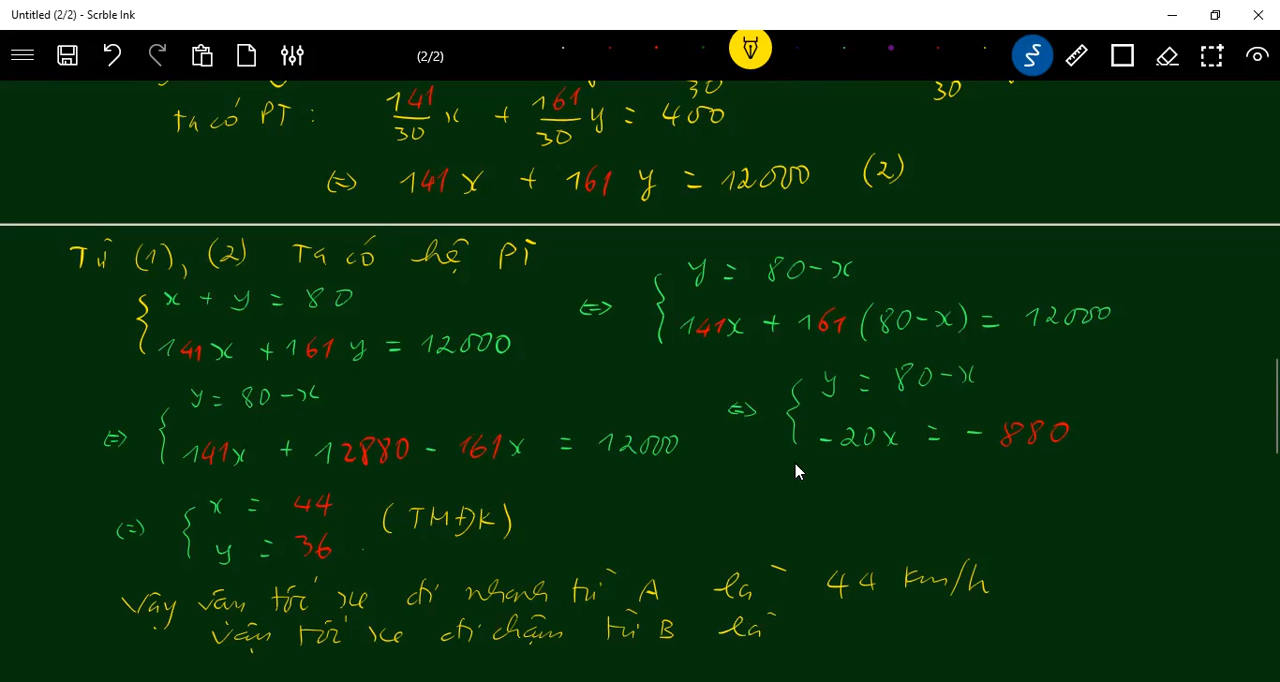 Untitled (2/2) - Scrble Ink
(2/2)
30 30
Ta có PT : 141/30 x + 161/30 y = 400
<=> 141x + 161y = 12000 (2)
Từ (1), (2) Ta có hệ PT
{ x + y = 80
141x + 161y = 12000
<=> { y = 80-x
141x + 161(80-x) = 12000
<=> { y = 80-x
141x + 12880 - 161x = 12000
<=> { y = 80-x
-20x = -880
<=> { x = 44
y = 36
(TMĐK)
Vậy vân tốc xe đi nhanh từ A là 44 km/h
vận tốc xe đi chậm từ B là